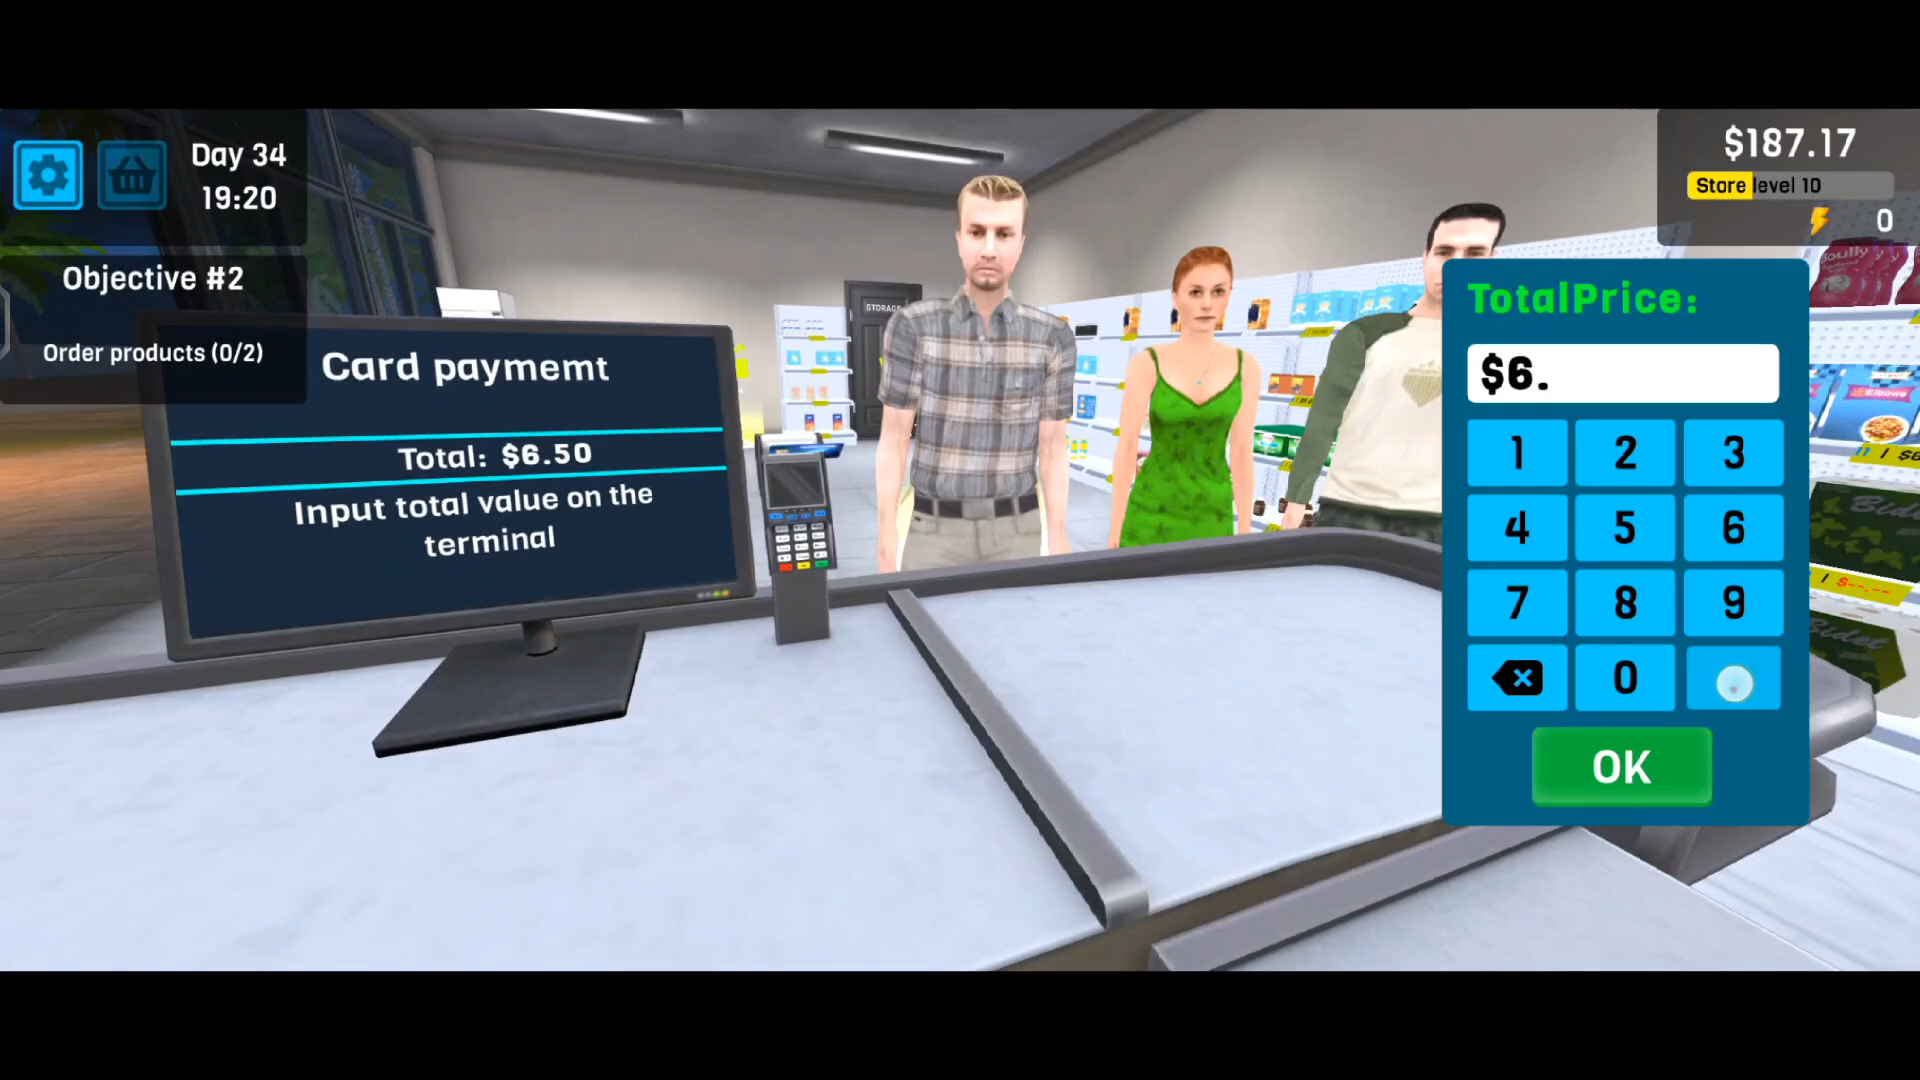 Day 34
19:20
$187.17
Store level 10
0
Objective #2
Order products (0/2)
Card paymemt
Total: $6.50
Input total value on the
terminal
STORAGE
TotalPrice:
$6.
1 2 3
4 5 6
7 8 9
0 .
OK
Elbows
Bidet